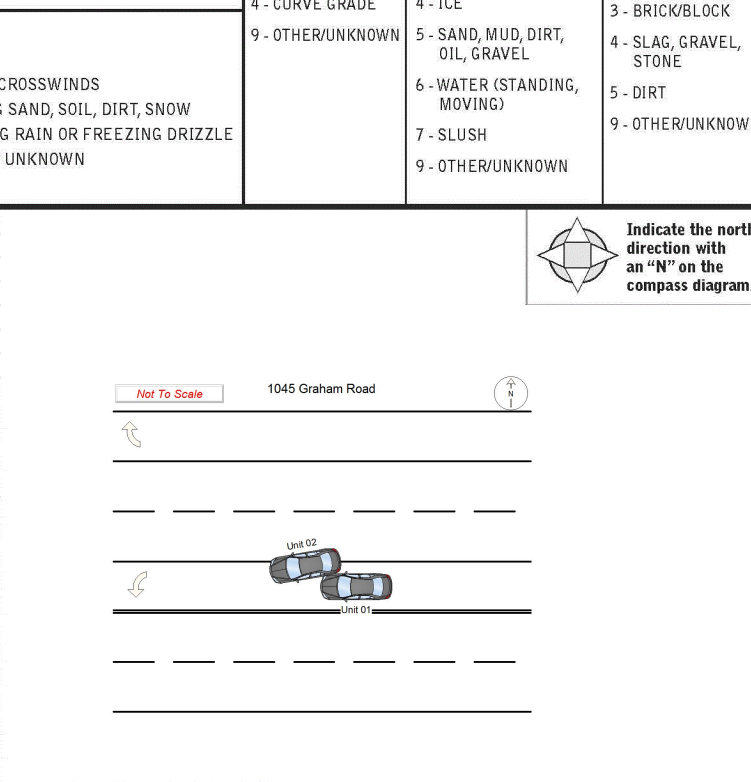 4 - CURVE GRADE
9 - OTHER/UNKNOWN
4 - ICE
5 - SAND, MUD, DIRT,
OIL, GRAVEL
6 - WATER (STANDING,
MOVING)
7 - SLUSH
9 - OTHER/UNKNOWN
3 - BRICK/BLOCK
4 - SLAG, GRAVEL,
STONE
5 - DIRT
9 - OTHER/UNKNOW
CROSSWINDS
G SAND, SOIL, DIRT, SNOW
G RAIN OR FREEZING DRIZZLE
UNKNOWN
Indicate the north
direction with
an “N” on the
compass diagram.
Not To Scale
1045 Graham Road
N
Unit 02
Unit 01